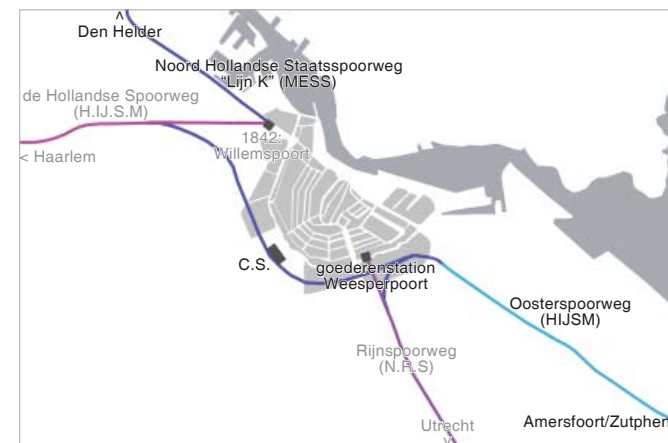 ^
Den Helder
Noord Hollandse Staatsspoorweg
“Lijn K” (MESS)
de Hollandse Spoorweg
(H.IJ.S.M)
1842:
Willemspoort
< Haarlem
C.S.
goederenstation
Weesperpoort
Oosterspoorweg
(HIJSM)
Rijnspoorweg
(N.R.S)
Utrecht
v
Amersfoort/Zutphen